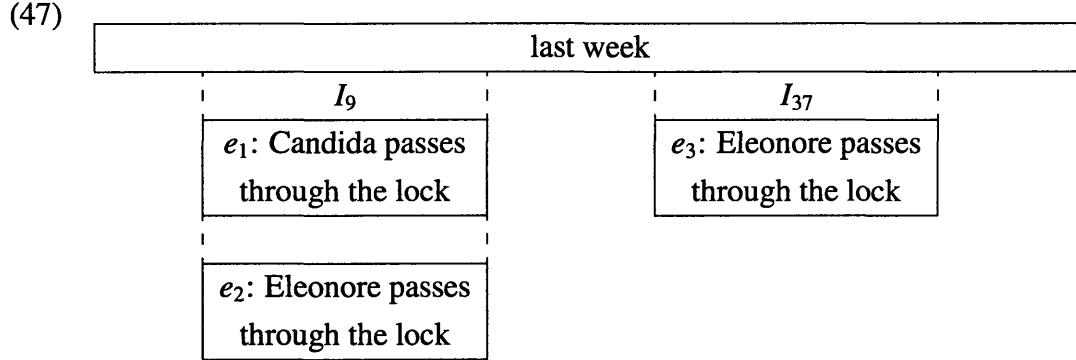 (47)
last week
I₉ I₃₇
e₁: Candida passes
through the lock
e₃: Eleonore passes
through the lock
e₂: Eleonore passes
through the lock